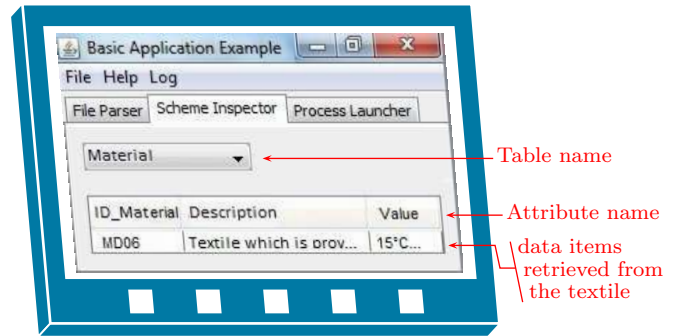 Basic Application Example
File Help Log
File Parser Scheme Inspector Process Launcher
Material
Table name
ID_Material Description Value
Attribute name
MD06 Textile which is prov... 15°C...
data items
retrieved from
the textile